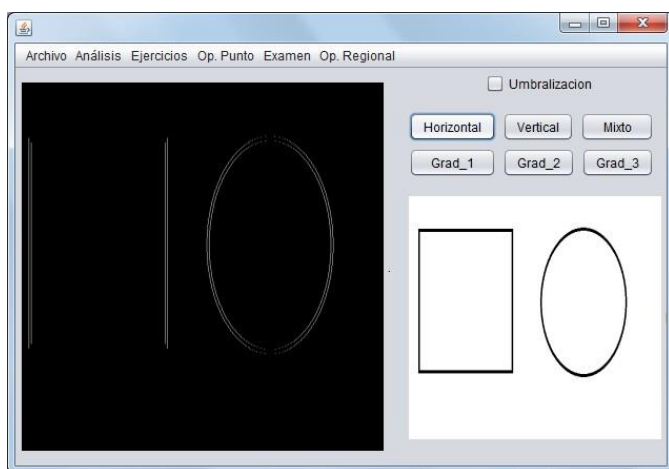 Archivo Análisis Ejercicios Op. Punto Examen Op. Regional
Umbralizacion
Horizontal Vertical Mixto
Grad_1 Grad_2 Grad_3